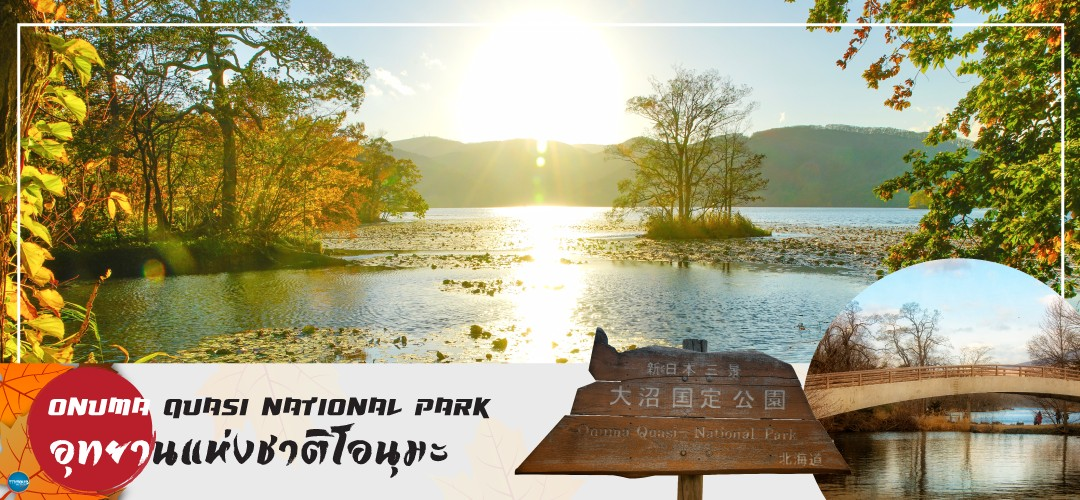 新日本三景
大沼国定公園
Onuma Quasi-National Park
北海道
ONUMA QUASI NATIONAL PARK
อุทยานแห่งชาติโอนุมะ